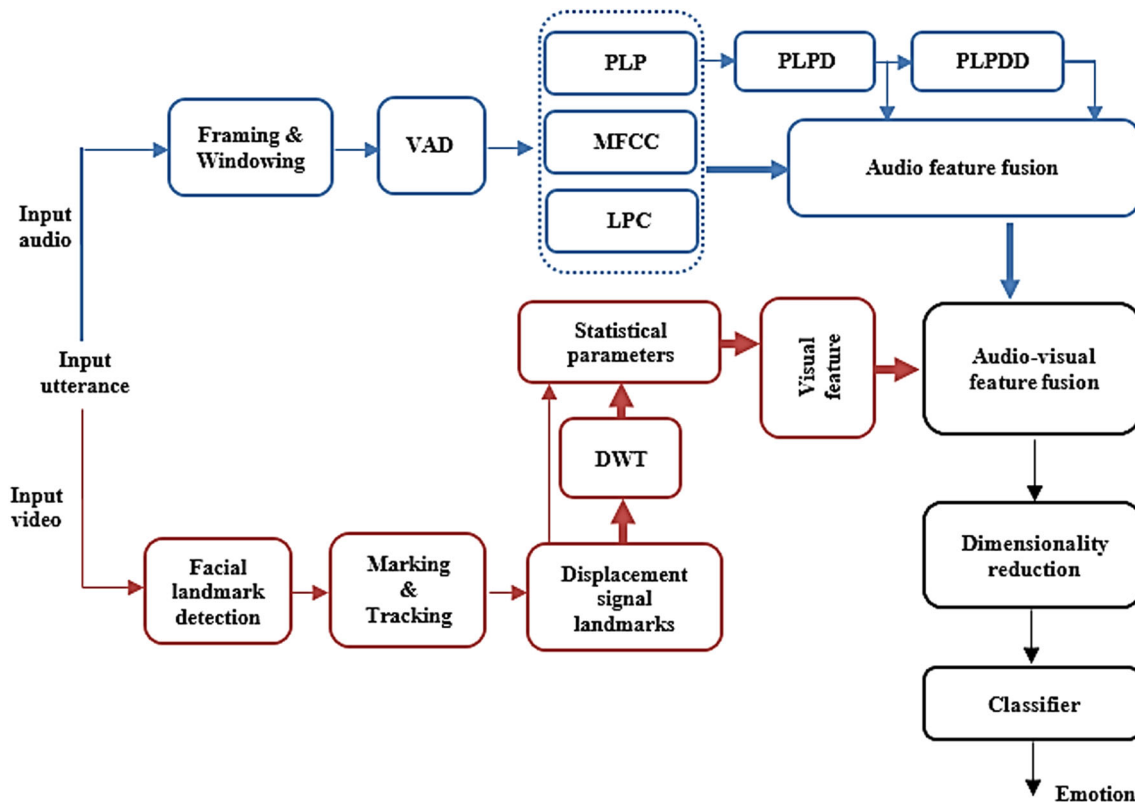 PLP
PLPD
PLPDD
Framing &
Windowing
VAD
MFCC
Audio feature fusion
LPC
Input
audio
Input
utterance
Statistical
parameters
Visual
feature
Audio-visual
feature fusion
DWT
Input
video
Facial
landmark
detection
Marking
&
Tracking
Displacement
signal
landmarks
Dimensionality
reduction
Classifier
Emotion